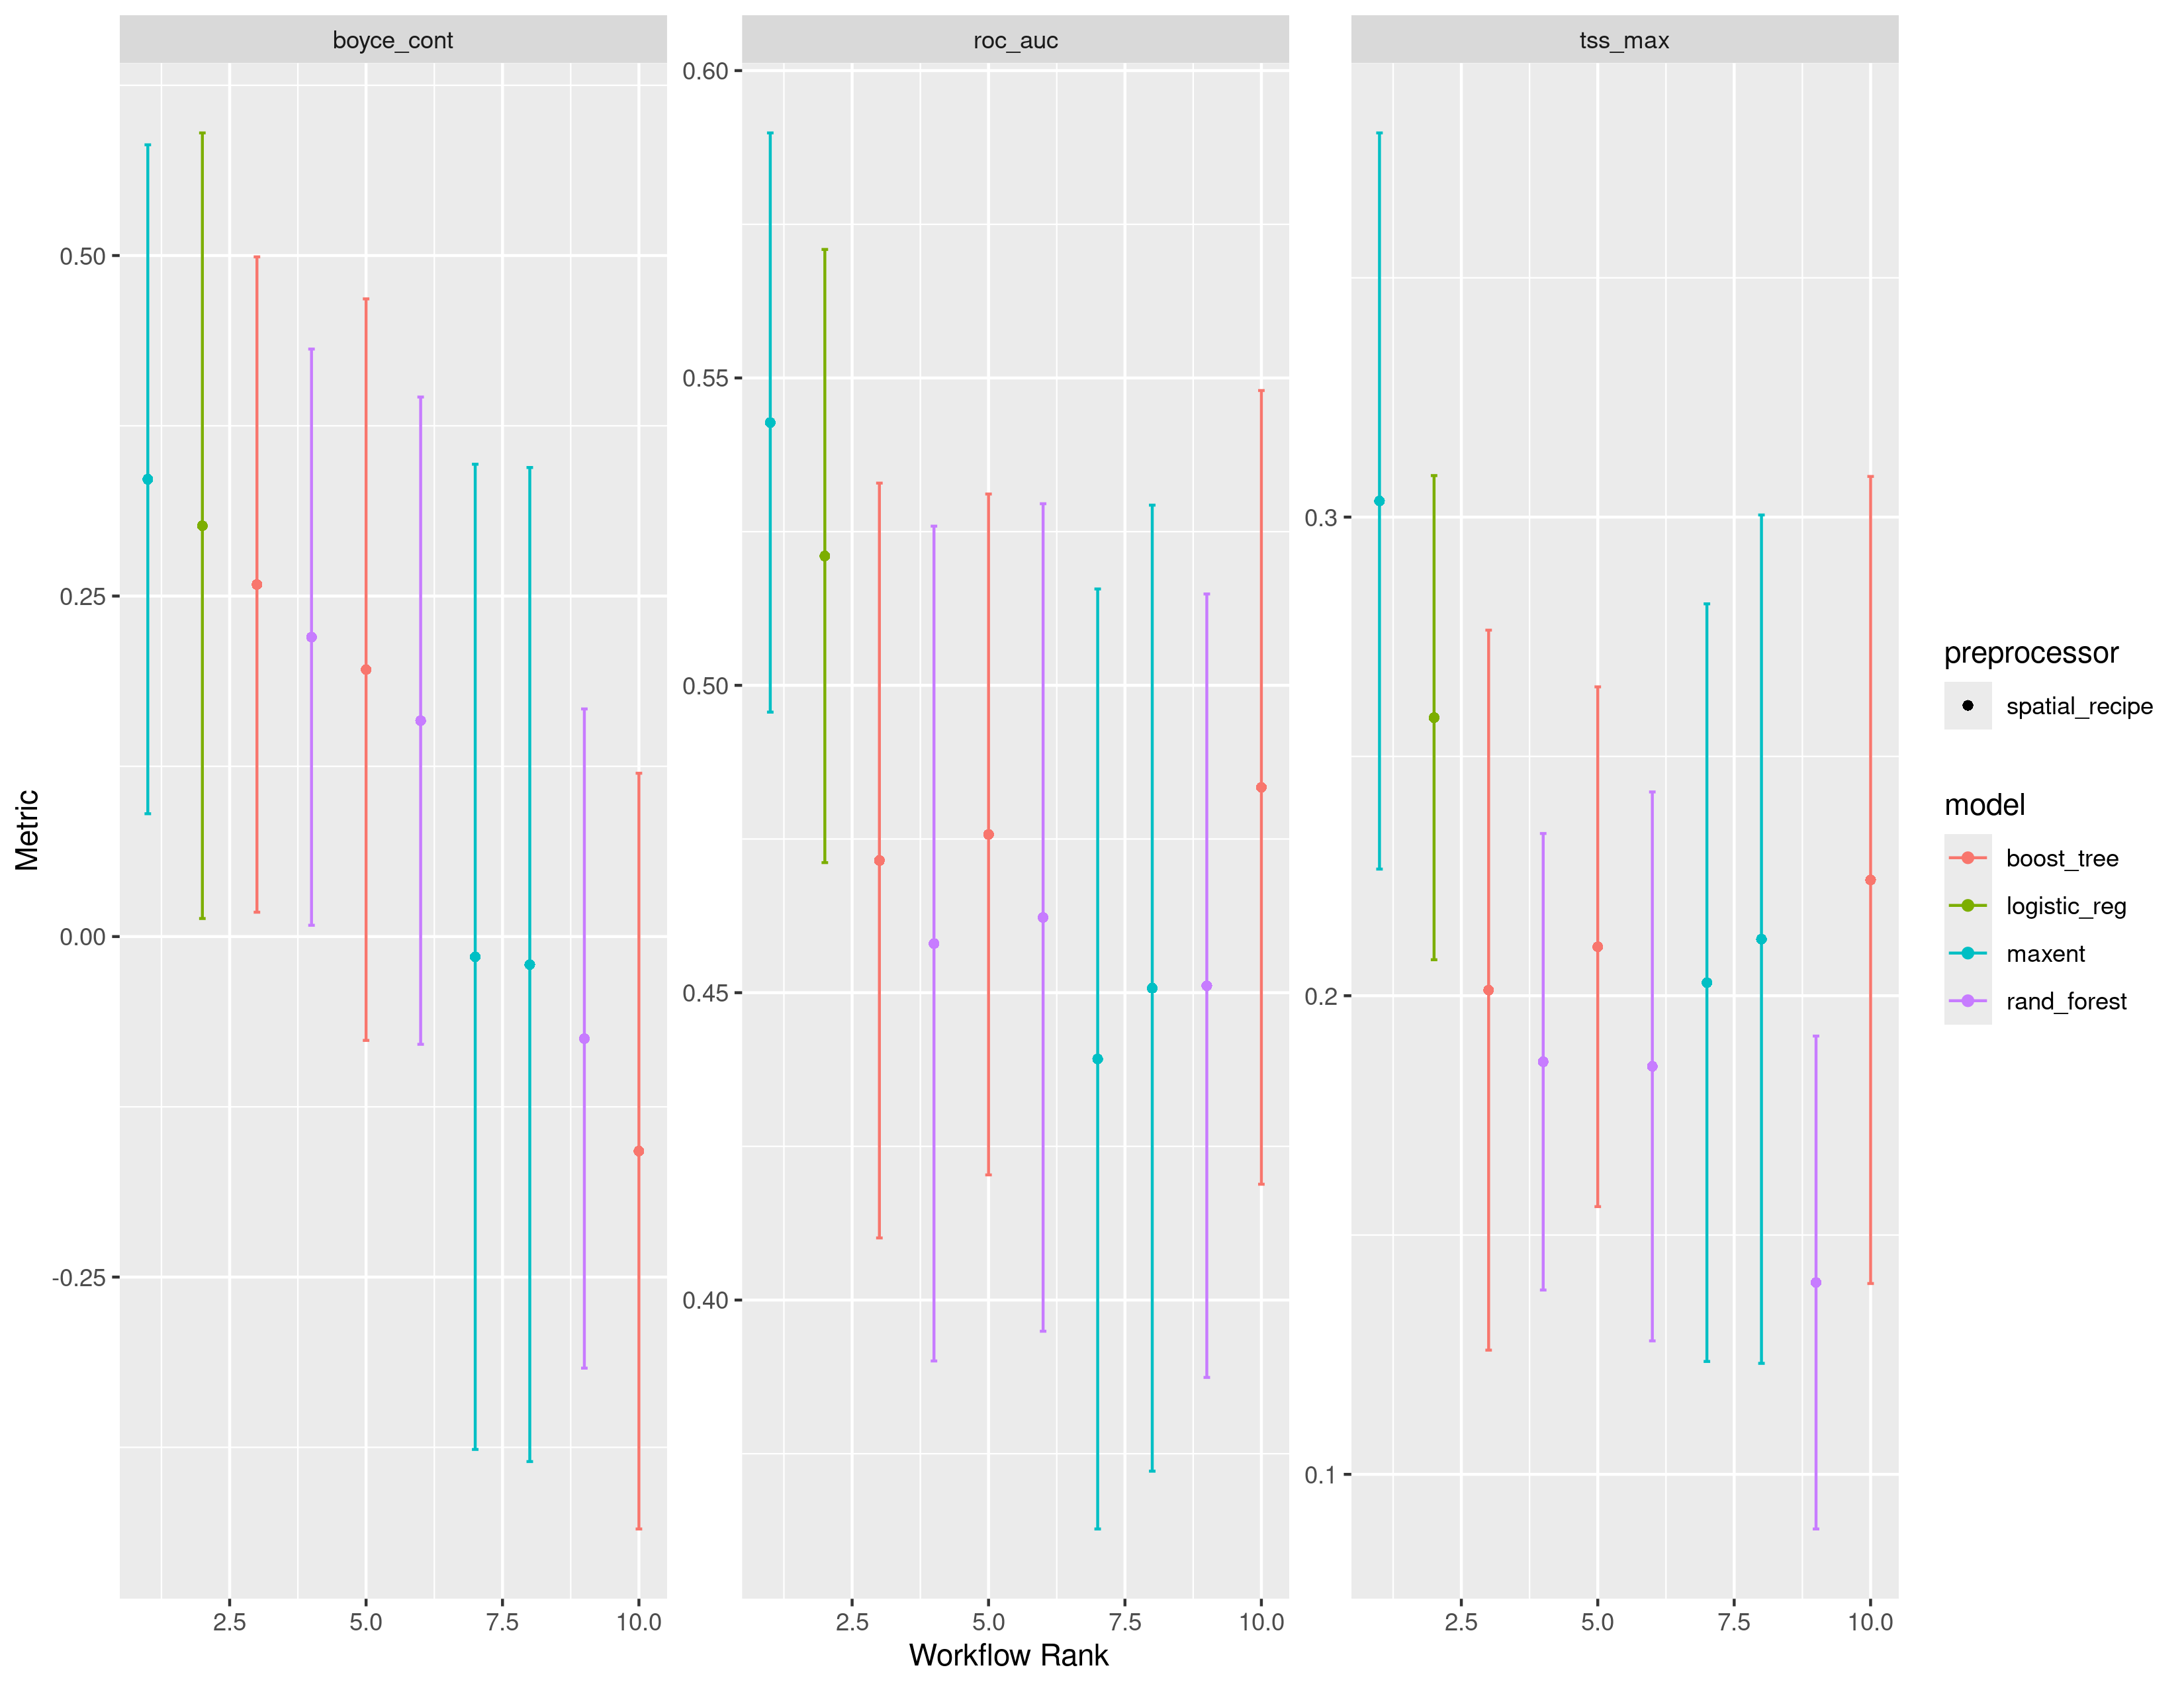 boyce_cont
roc_auc
tss_max
Metric
0.50
0.25
0.00
-0.25
0.60
0.55
0.50
0.45
0.40
0.3
0.2
0.1
2.5 5.0 7.5 10.0
2.5 5.0 7.5 10.0
2.5 5.0 7.5 10.0
Workflow Rank
preprocessor
spatial_recipe
model
boost_tree
logistic_reg
maxent
rand_forest